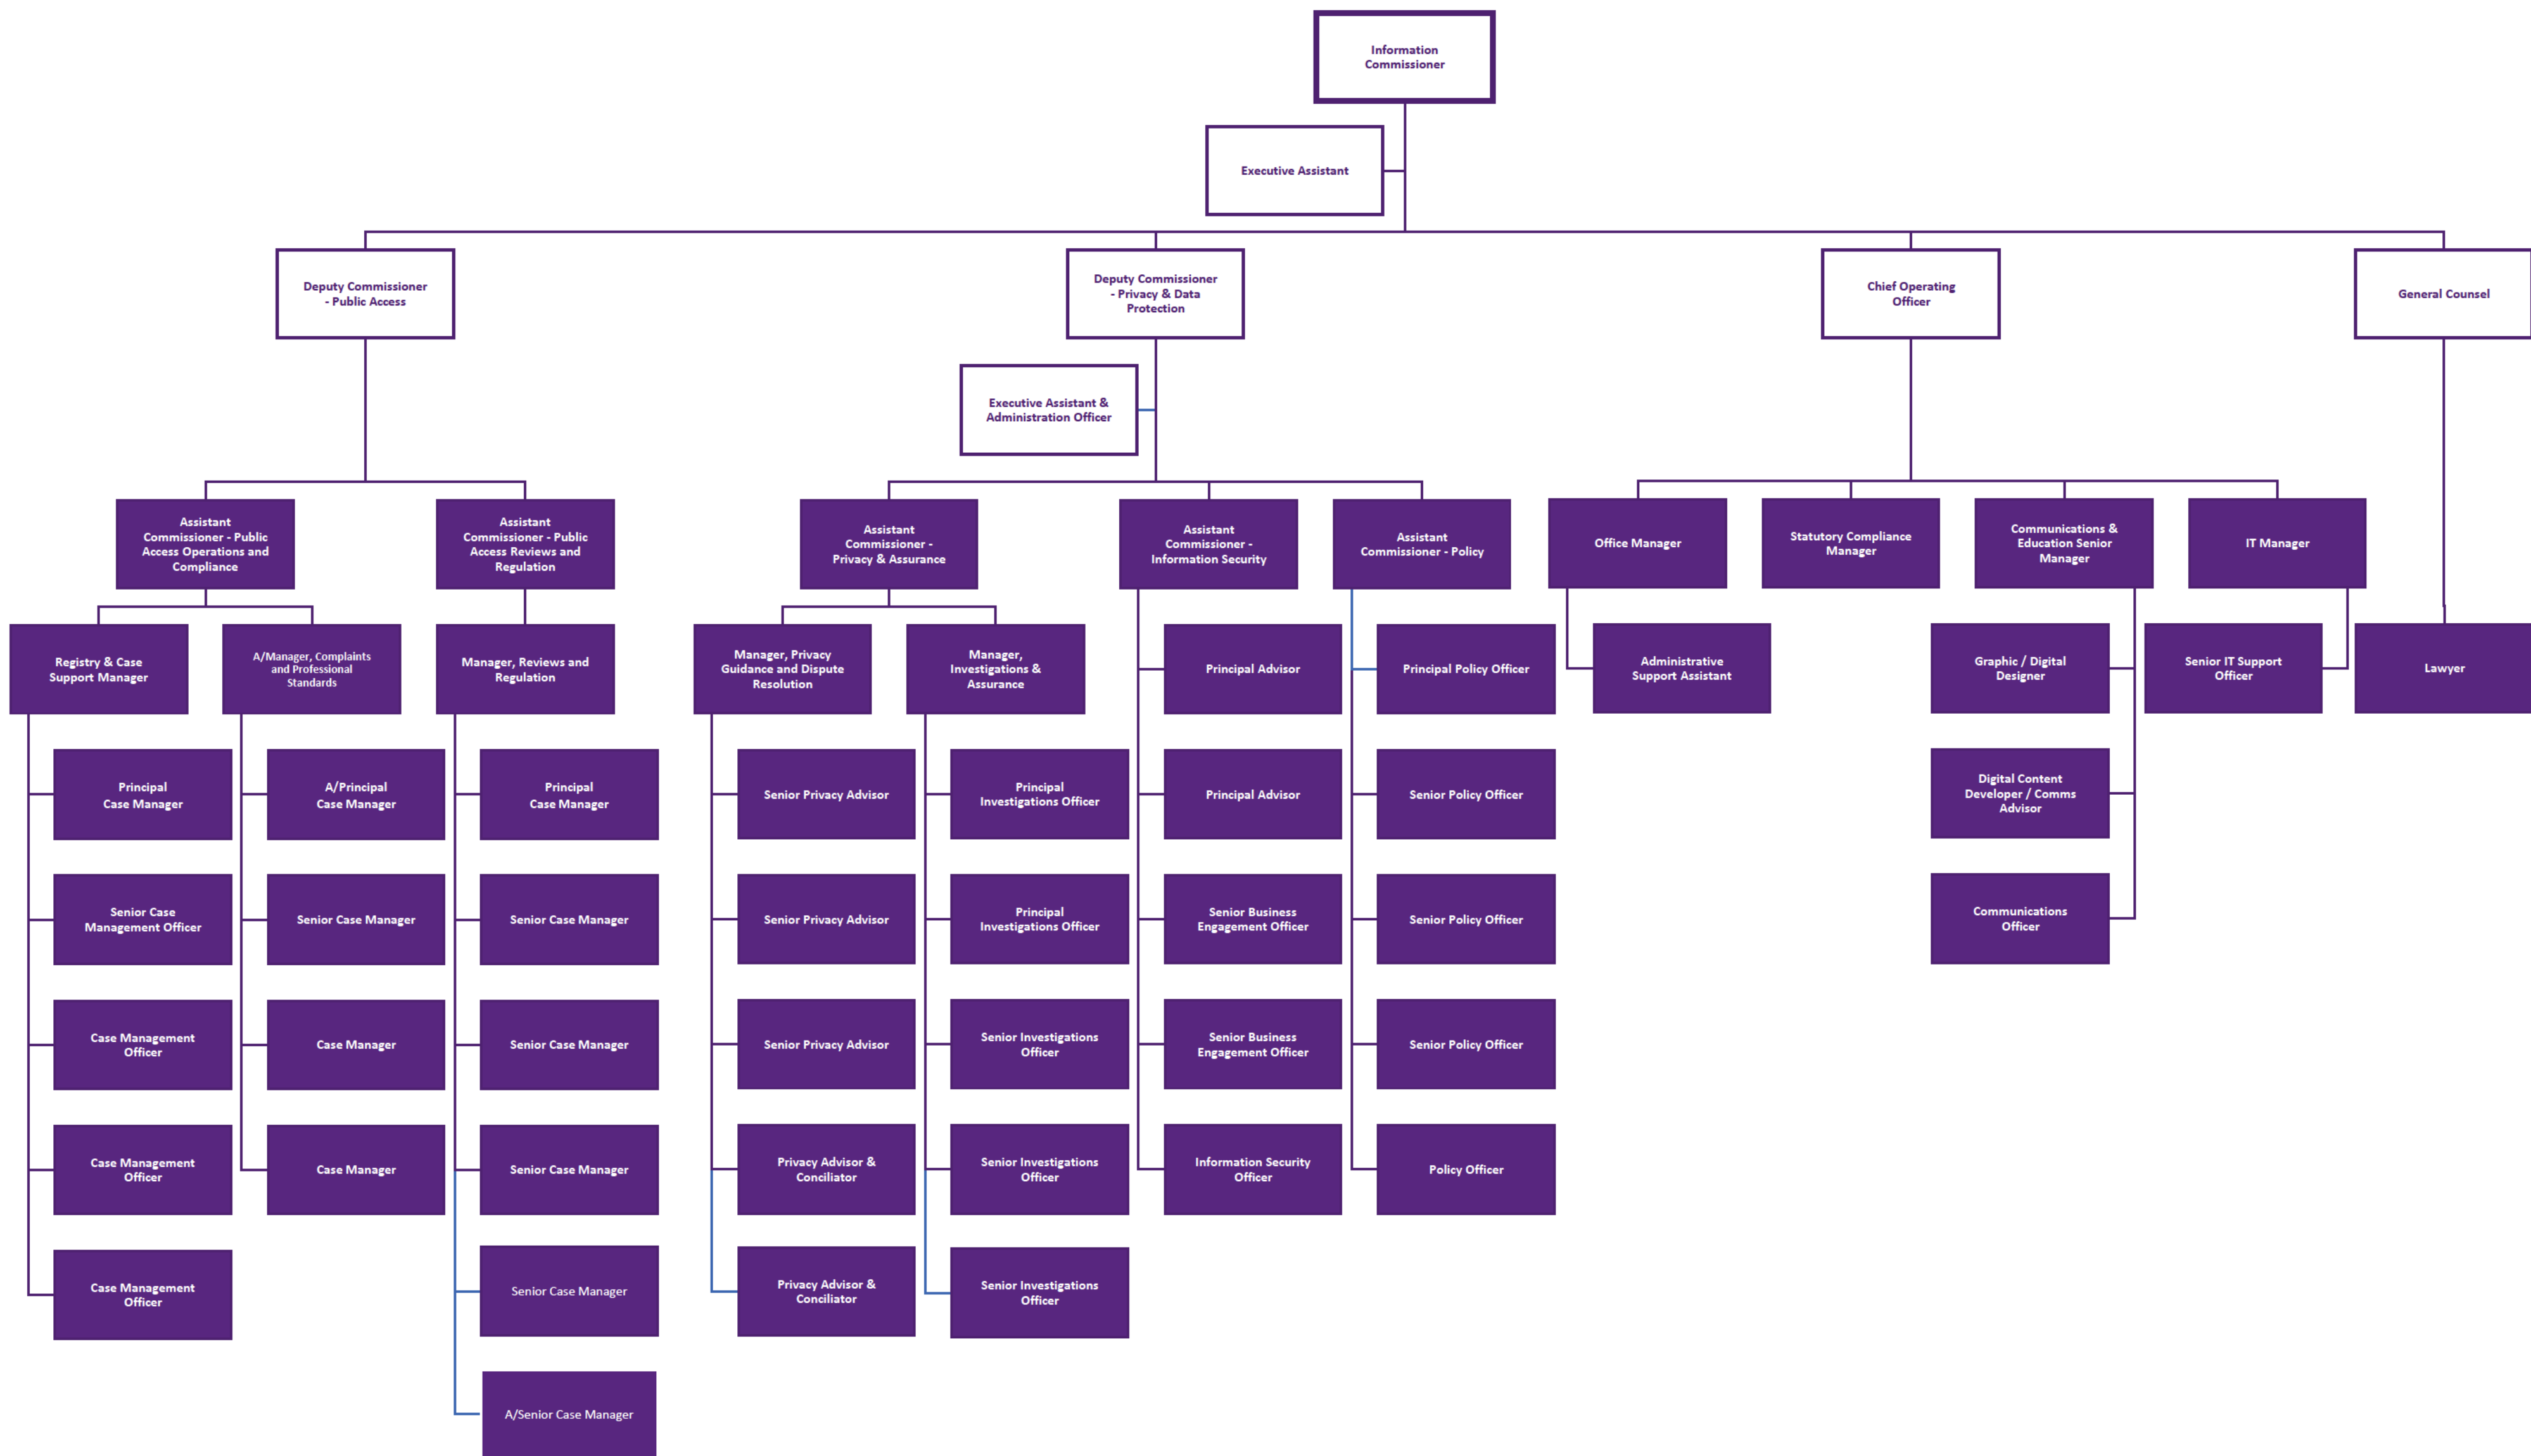 Information
Commissioner
Executive Assistant
Deputy Commissioner
- Public Access
Deputy Commissioner
- Privacy & Data
Protection
Chief Operating
Officer
General Counsel
Executive Assistant &
Administration Officer
Assistant
Commissioner - Public
Access Operations and
Compliance
Assistant
Commissioner - Public
Access Reviews and
Regulation
Assistant
Commissioner -
Privacy & Assurance
Assistant
Commissioner -
Information Security
Assistant
Commissioner - Policy
Office Manager
Statutory Compliance
Manager
Communications &
Education Senior
Manager
IT Manager
Registry & Case
Support Manager
A/Manager, Complaints
and Professional
Standards
Manager, Reviews and
Regulation
Manager, Privacy
Guidance and Dispute
Resolution
Manager,
Investigations &
Assurance
Principal Advisor
Principal Policy Officer
Administrative
Support Assistant
Graphic / Digital
Designer
Senior IT Support
Officer
Lawyer
Principal
Case Manager
A/Principal
Case Manager
Principal
Case Manager
Senior Privacy Advisor
Principal
Investigations Officer
Principal Advisor
Senior Policy Officer
Digital Content
Developer / Comms
Advisor
Senior Case
Management Officer
Senior Case Manager
Senior Case Manager
Senior Privacy Advisor
Principal
Investigations Officer
Senior Business
Engagement Officer
Senior Policy Officer
Communications
Officer
Case Management
Officer
Case Manager
Senior Case Manager
Senior Privacy Advisor
Senior Investigations
Officer
Senior Business
Engagement Officer
Senior Policy Officer
Case Management
Officer
Case Manager
Senior Case Manager
Privacy Advisor &
Conciliator
Senior Investigations
Officer
Information Security
Officer
Policy Officer
Case Management
Officer
Senior Case Manager
Privacy Advisor &
Conciliator
Senior Investigations
Officer
A/Senior Case Manager